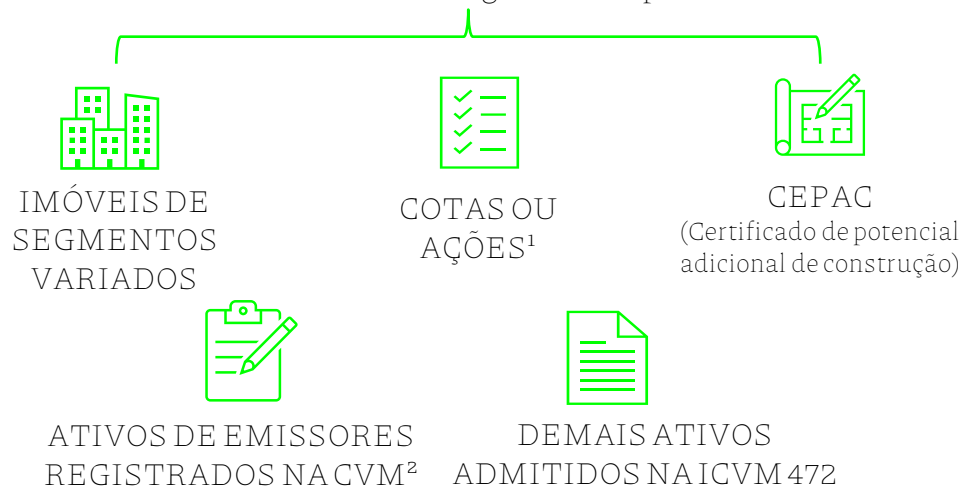 IMÓVEIS DE
SEGMENTOS
VARIADOS
COTAS OU
AÇÕES¹
CEPAC
(Certificado de potencial
adicional de construção)
ATIVOS DE EMISSORES
REGISTRADOS NA CVM²
DEMAIS ATIVOS
ADMITIDOS NA ICVM 472